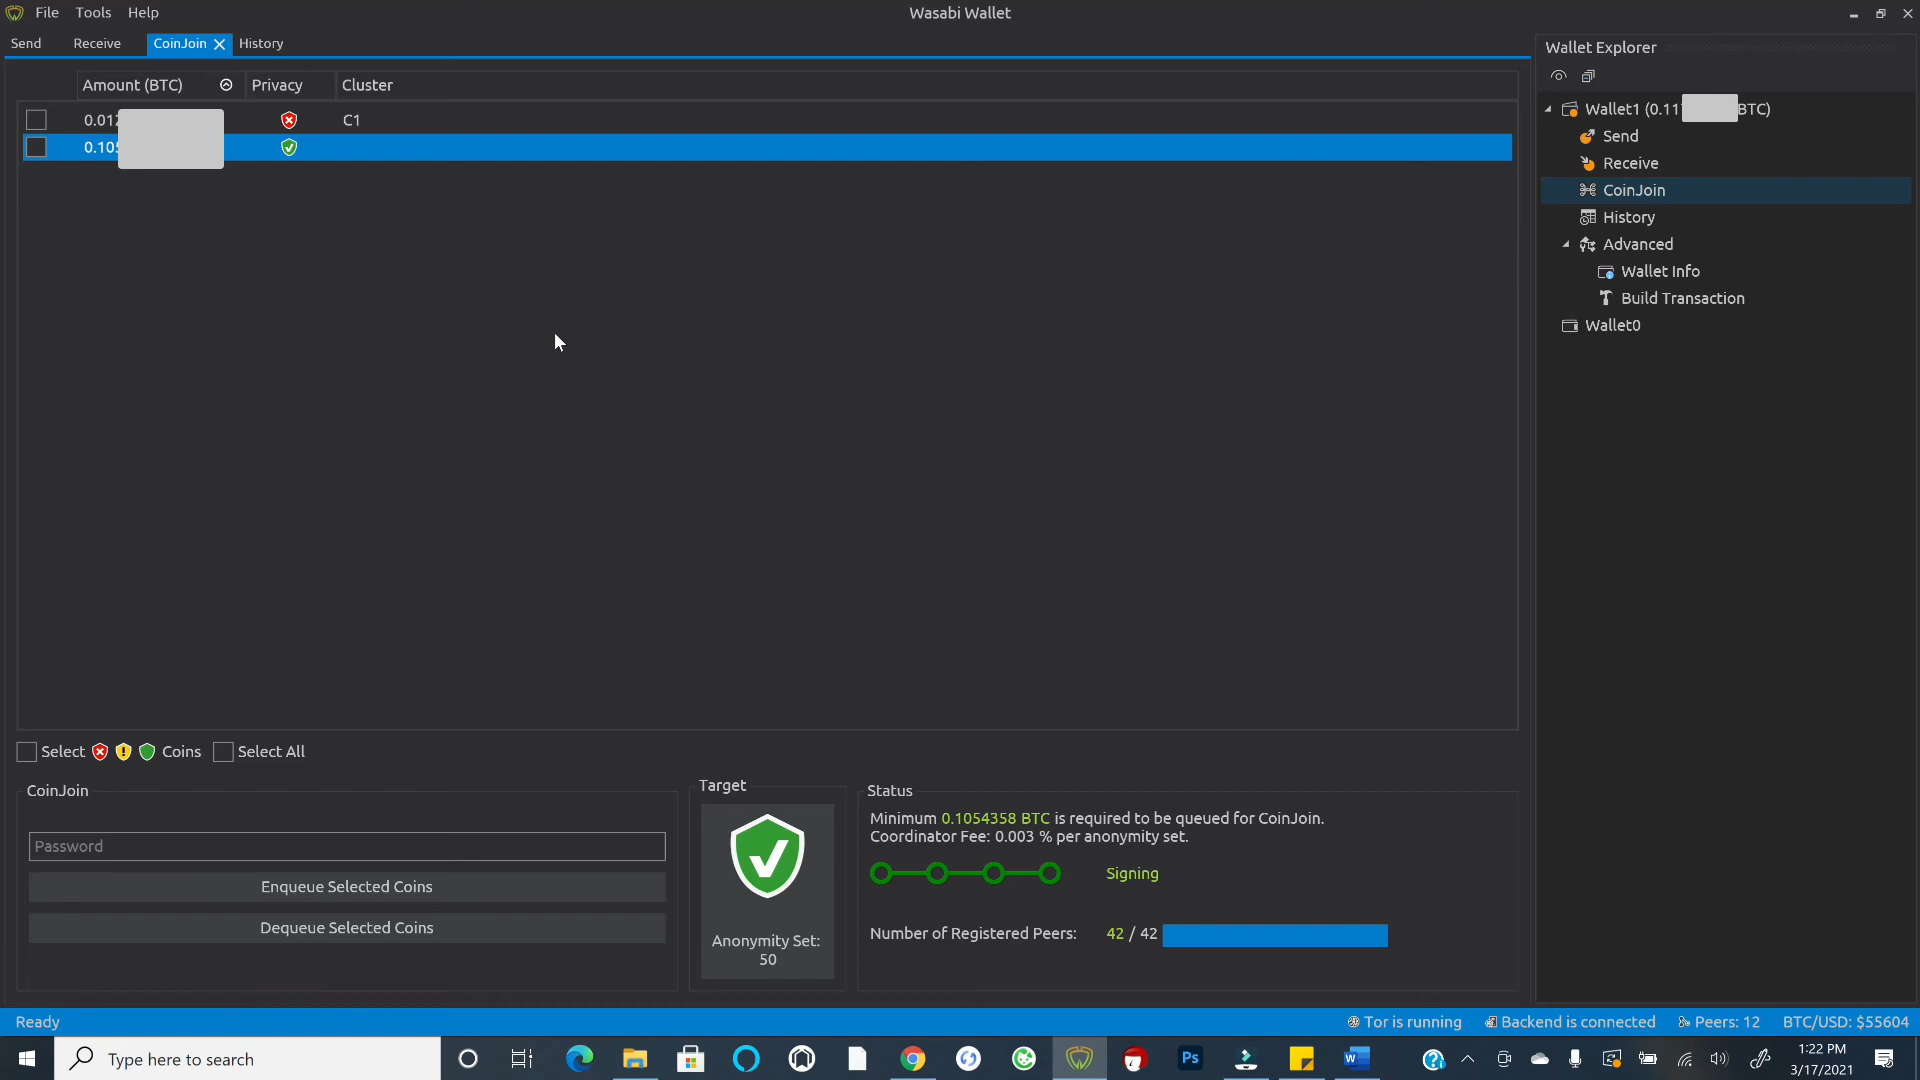 File Tools Help
Wasabi Wallet
Send Receive CoinJoin History
Wallet Explorer
Amount (BTC) Privacy Cluster
0.012 C1
0.105
Wallet1 (0.11 BTC)
Send
Receive
CoinJoin
History
Advanced
Wallet Info
Build Transaction
Wallet0
Select Coins Select All
CoinJoin
Password
Enqueue Selected Coins
Dequeue Selected Coins
Target
Anonymity Set:
50
Status
Minimum 0.1054358 BTC is required to be queued for CoinJoin.
Coordinator Fee: 0.003 % per anonymity set.
Signing
Number of Registered Peers: 42 / 42
Ready
Tor is running Backend is connected Peers: 12 BTC/USD: $55604
Type here to search
Ps
W
1:22 PM
3/17/2021